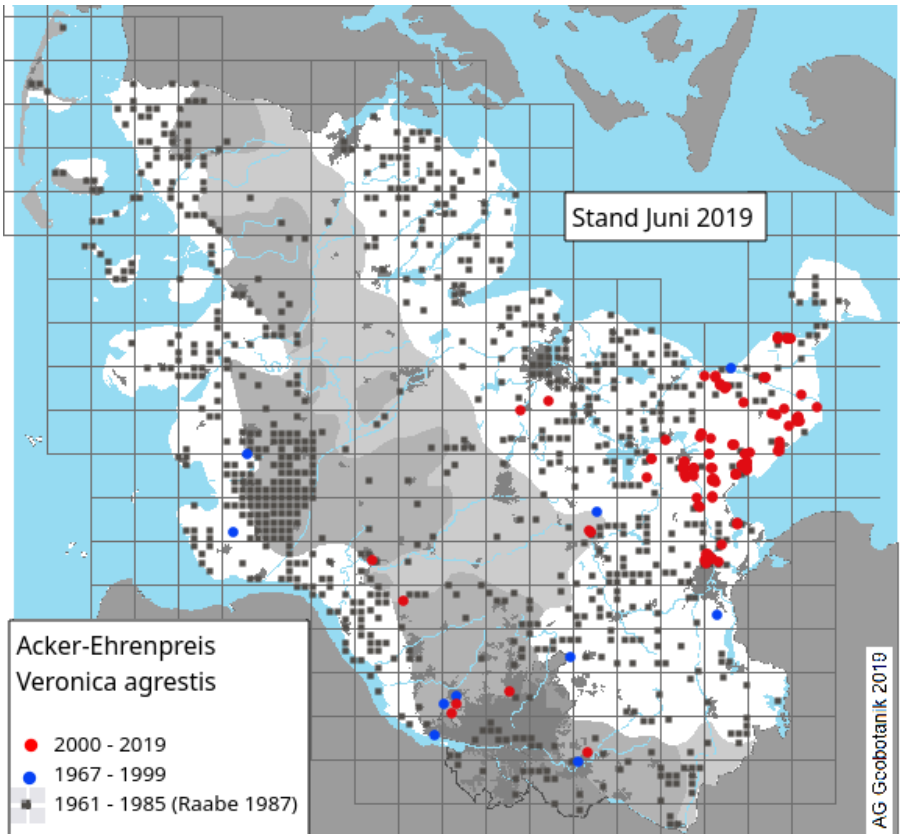 Stand Juni 2019
Acker-Ehrenpreis
Veronica agrestis
2000 - 2019
1967 - 1999
1961 - 1985 (Raabe 1987)
AG Geobotanik 2019